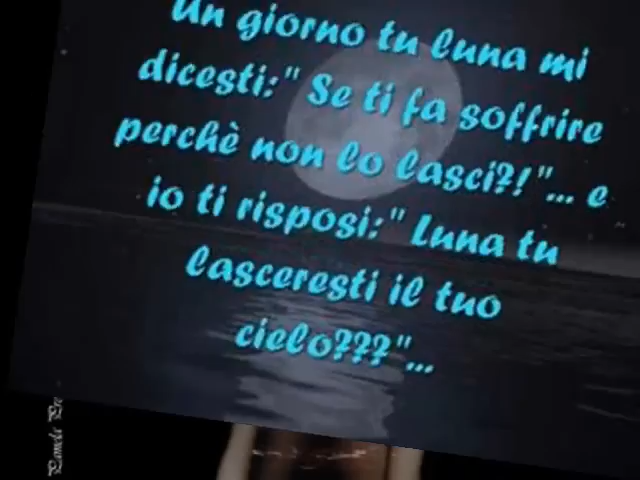 Un giorno tu luna mi
dicesti:" Se ti fa soffrire
perchè non lo lasci?!"... e
io ti risposi:" Luna tu
lasceresti il tuo
cielo???"...